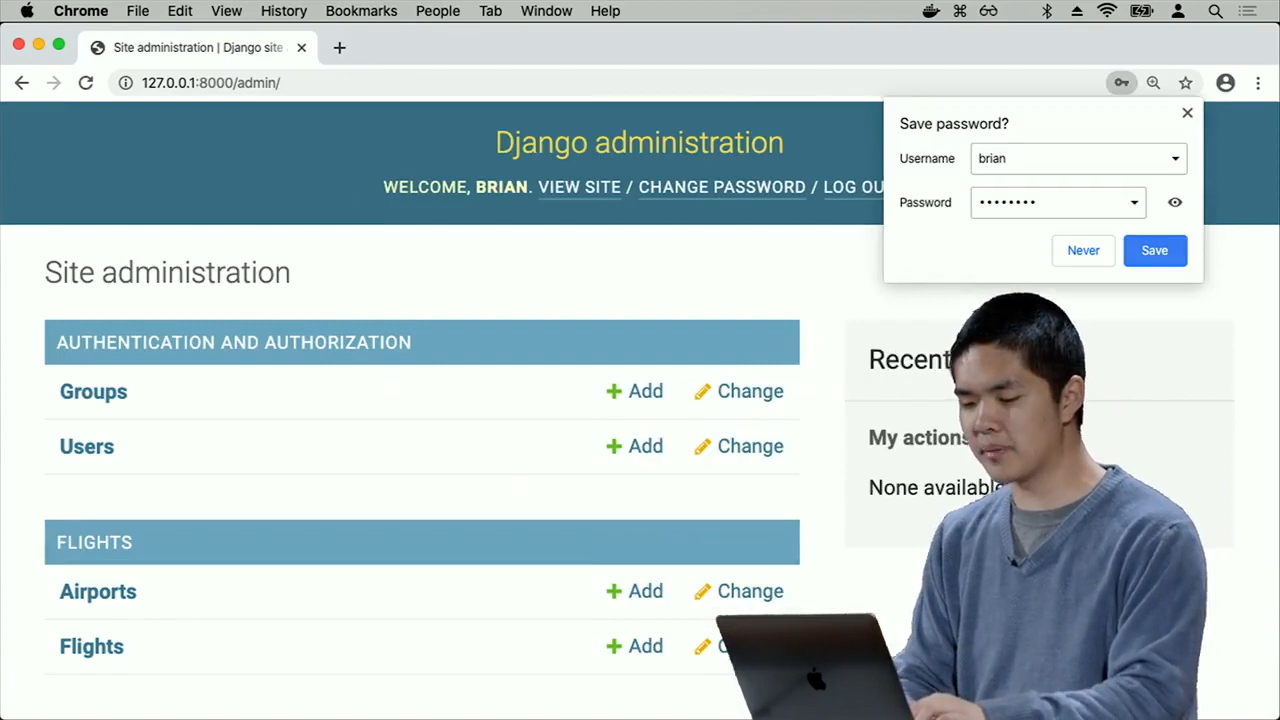 Chrome File Edit View History Bookmarks People Tab Window Help
Site administration | Django site
127.0.0.1:8000/admin/
Save password?
Username brian
Password ••••••••
Never Save
Django administration
WELCOME, BRIAN. VIEW SITE / CHANGE PASSWORD / LOG OU
Site administration
AUTHENTICATION AND AUTHORIZATION
Groups + Add Change
Users + Add Change
FLIGHTS
Airports + Add Change
Flights + Add
Recent
My actions
None available